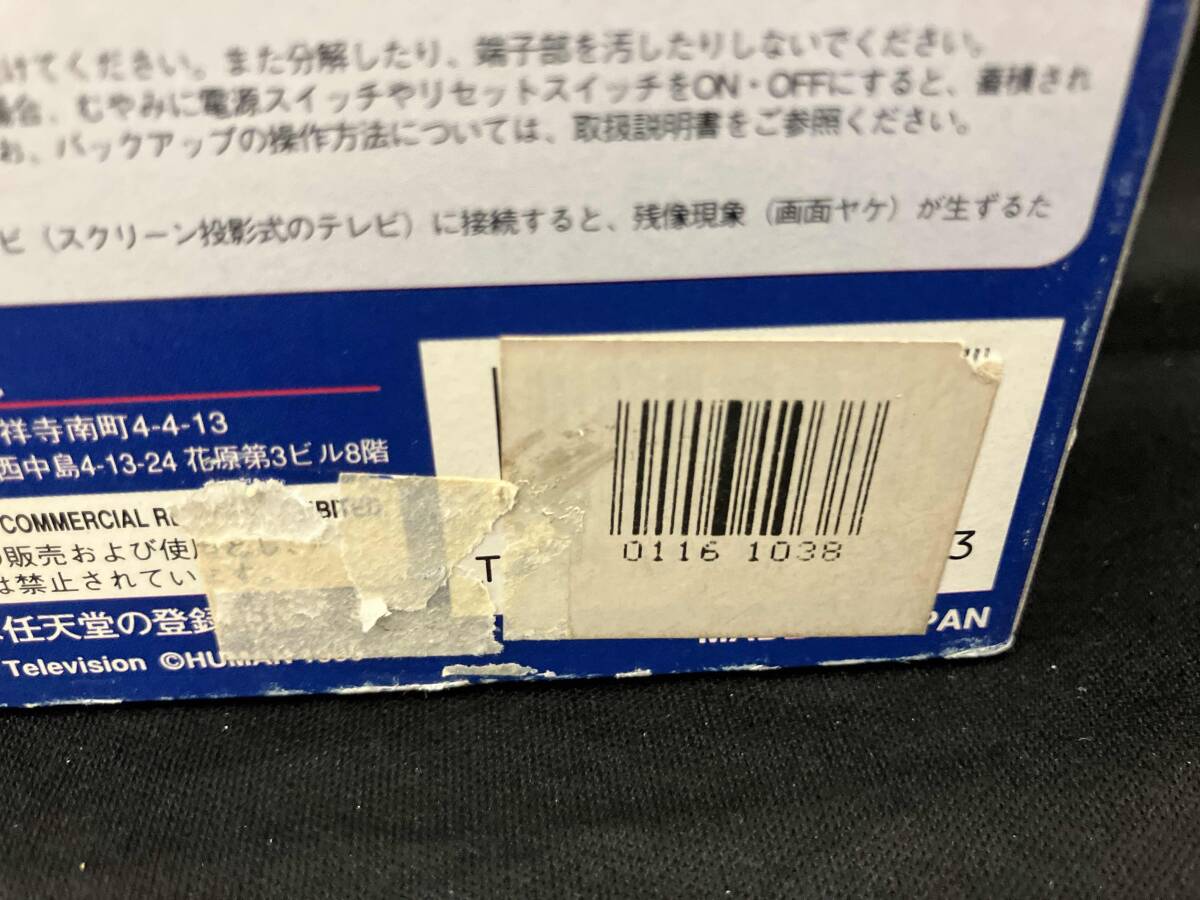 けてください。また分解したり、端子部を汚したりしないでください。
場合、むやみに電源スイッチやリセットスイッチをON・OFFにすると、蓄積され
お、バックアップの操作方法については、取扱説明書をご参照ください。
ビ（スクリーン投影式のテレビ）に接続すると、残像現象（画面ヤケ）が生ずるた
祥寺南町4-4-13
西中島4-13-24 花原第3ビル8階
COMMERCIAL
の販売および使用
は禁止されています。
任天堂の登録
Television ©HUMAN
T
0116 1038
3